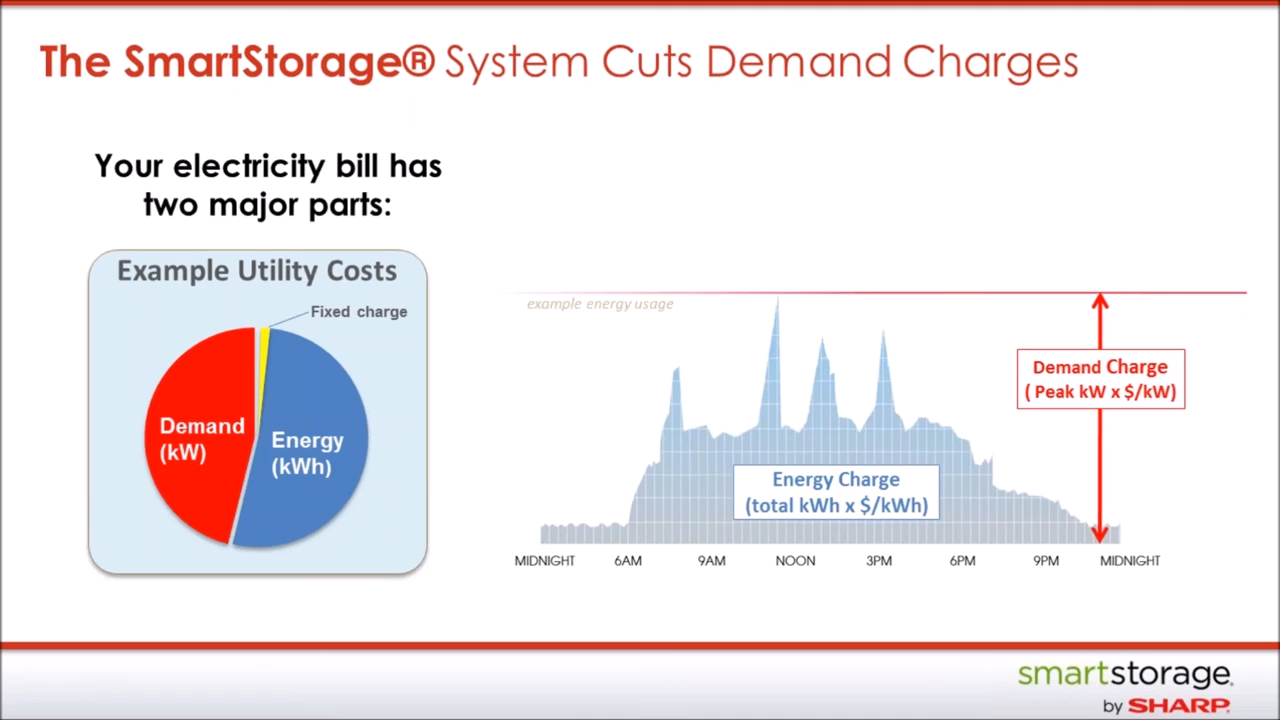 The SmartStorage® System Cuts Demand Charges
Your electricity bill has
two major parts:
Example Utility Costs
Fixed charge
Demand
(kW)
Energy
(kWh)
example energy usage
Demand Charge
( Peak kW x $/kW)
Energy Charge
(total kWh x $/kWh)
MIDNIGHT 6AM 9AM NOON 3PM 6PM 9PM MIDNIGHT
smartstorage.
by SHARP.